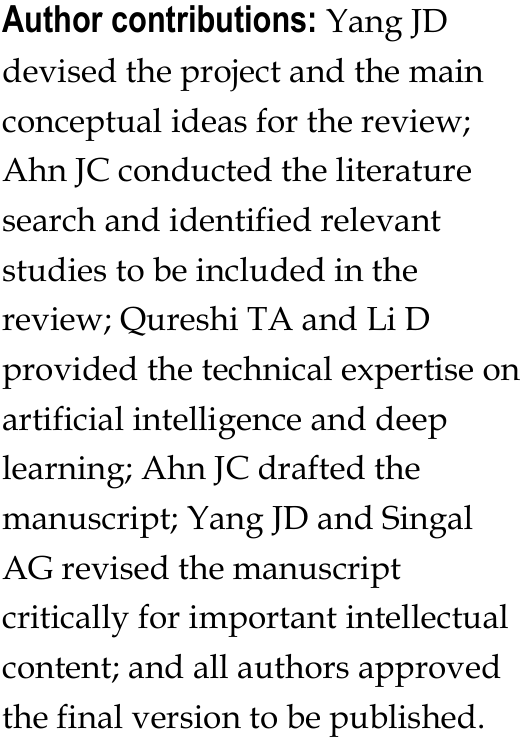 Author contributions: Yang JD
devised the project and the main
conceptual ideas for the review;
Ahn JC conducted the literature
search and identified relevant
studies to be included in the
review; Qureshi TA and Li D
provided the technical expertise on
artificial intelligence and deep
learning; Ahn JC drafted the
manuscript; Yang JD and Singal
AG revised the manuscript
critically for important intellectual
content; and all authors approved
the final version to be published.